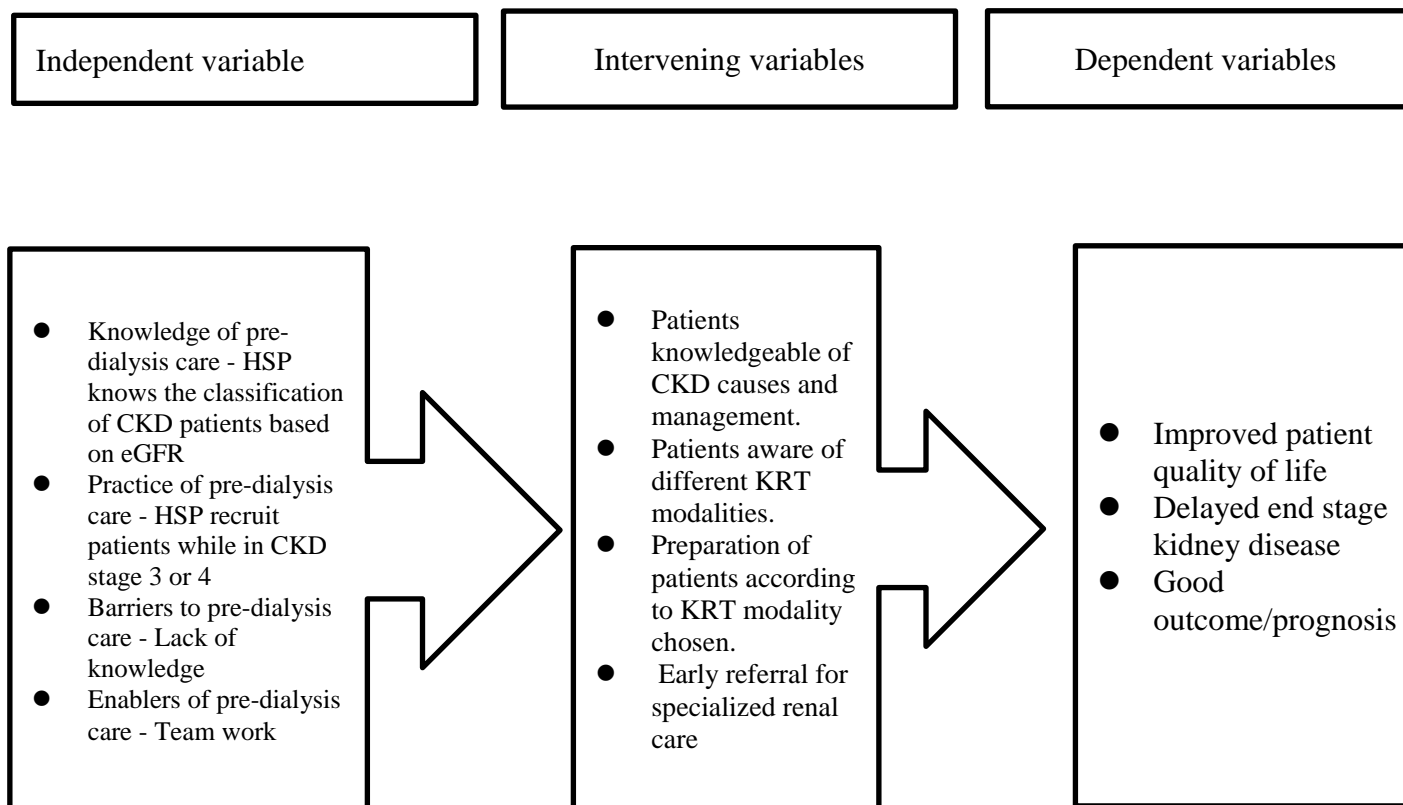 Independent variable
Intervening variables
Dependent variables
● Knowledge of pre-
dialysis care - HSP
knows the classification
of CKD patients based
on eGFR
● Practice of pre-dialysis
care - HSP recruit
patients while in CKD
stage 3 or 4
● Barriers to pre-dialysis
care - Lack of
knowledge
● Enablers of pre-dialysis
care - Team work
● Patients
knowledgeable of
CKD causes and
management.
● Patients aware of
different KRT
modalities.
● Preparation of
patients according
to KRT modality
chosen.
● Early referral for
specialized renal
care
● Improved patient
quality of life
● Delayed end stage
kidney disease
● Good
outcome/prognosis